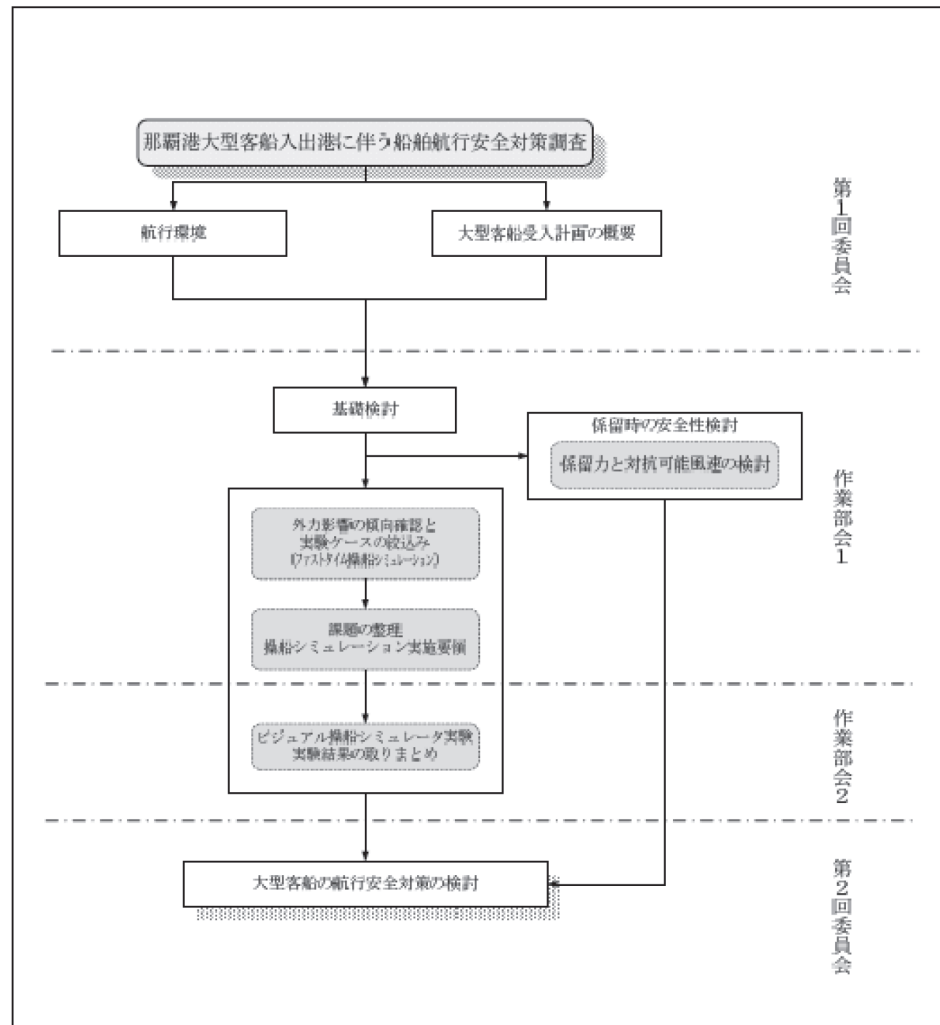 那覇港大型客船入出港に伴う船舶航行安全対策調査
航行環境
大型客船受入計画の概要
第1回委員会
基礎検討
係留時の安全性検討
係留力と対抗可能風速の検討
外力影響の傾向確認と
実験ケースの絞込み
(ファストタイム操船シミュレーション)
課題の整理
操船シミュレーション実施要領
作業部会1
ビジュアル操船シミュレータ実験
実験結果の取りまとめ
作業部会2
大型客船の航行安全対策の検討
第2回委員会